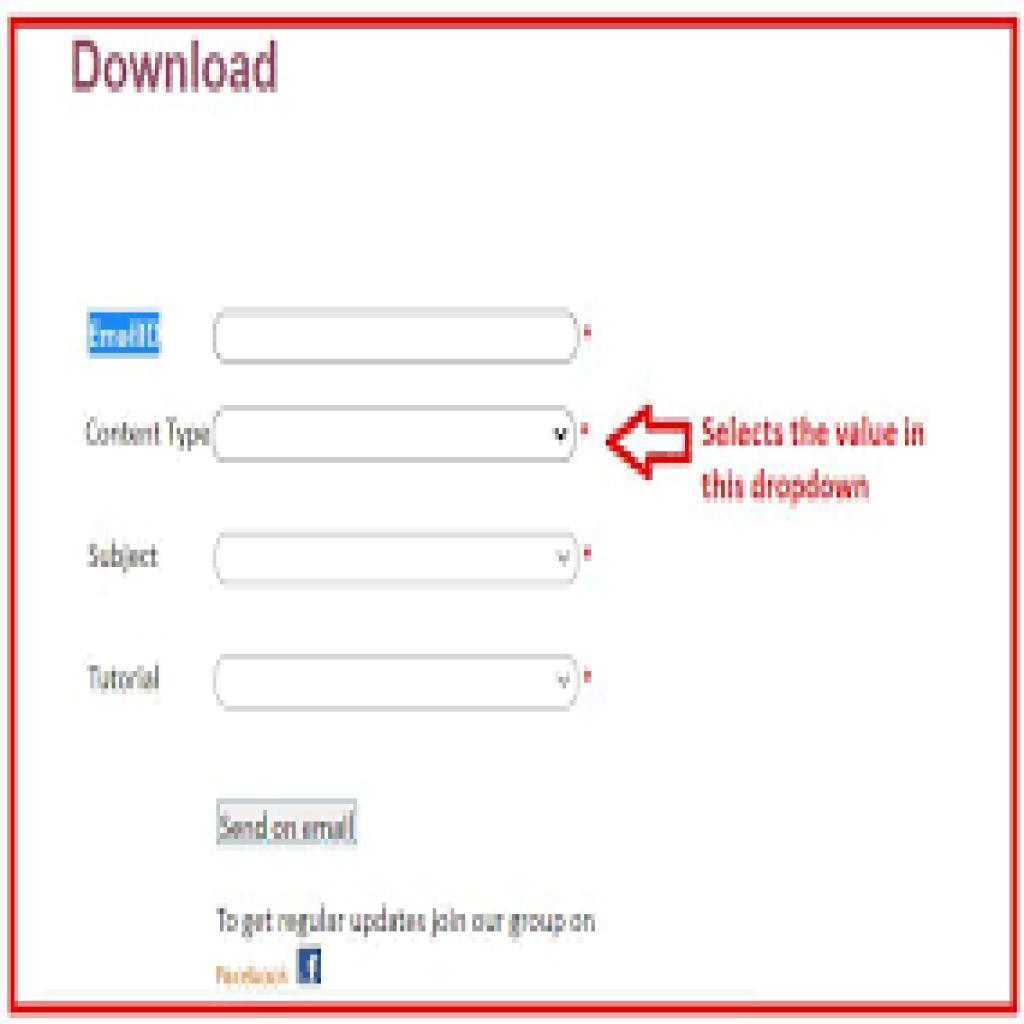 Download
EmailID *
Content Type *
Selects the value in
this dropdown
Subject *
Tutorial *
Send on email
To get regular updates join our group on
Facebook f